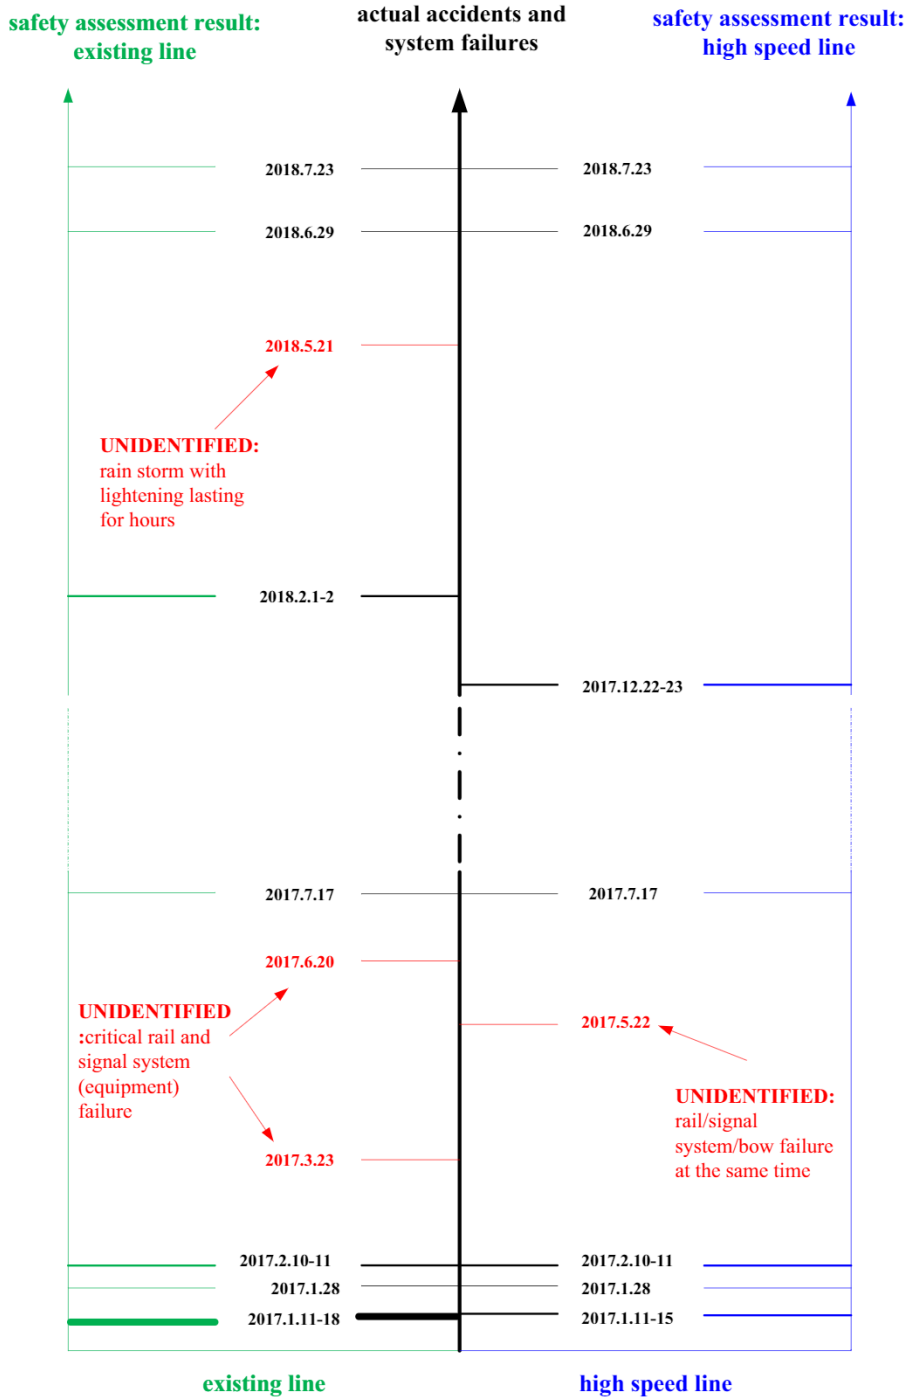 safety assessment result:
existing line
actual accidents and
system failures
safety assessment result:
high speed line
2018.7.23
2018.7.23
2018.6.29
2018.6.29
2018.5.21
UNIDENTIFIED:
rain storm with
lightening lasting
for hours
2018.2.1-2
2017.12.22-23
2017.7.17
2017.7.17
2017.6.20
UNIDENTIFIED
:critical rail and
signal system
(equipment)
failure
2017.5.22
UNIDENTIFIED:
rail/signal
system/bow failure
at the same time
2017.3.23
2017.2.10-11
2017.2.10-11
2017.1.28
2017.1.28
2017.1.11-18
2017.1.11-15
existing line
high speed line